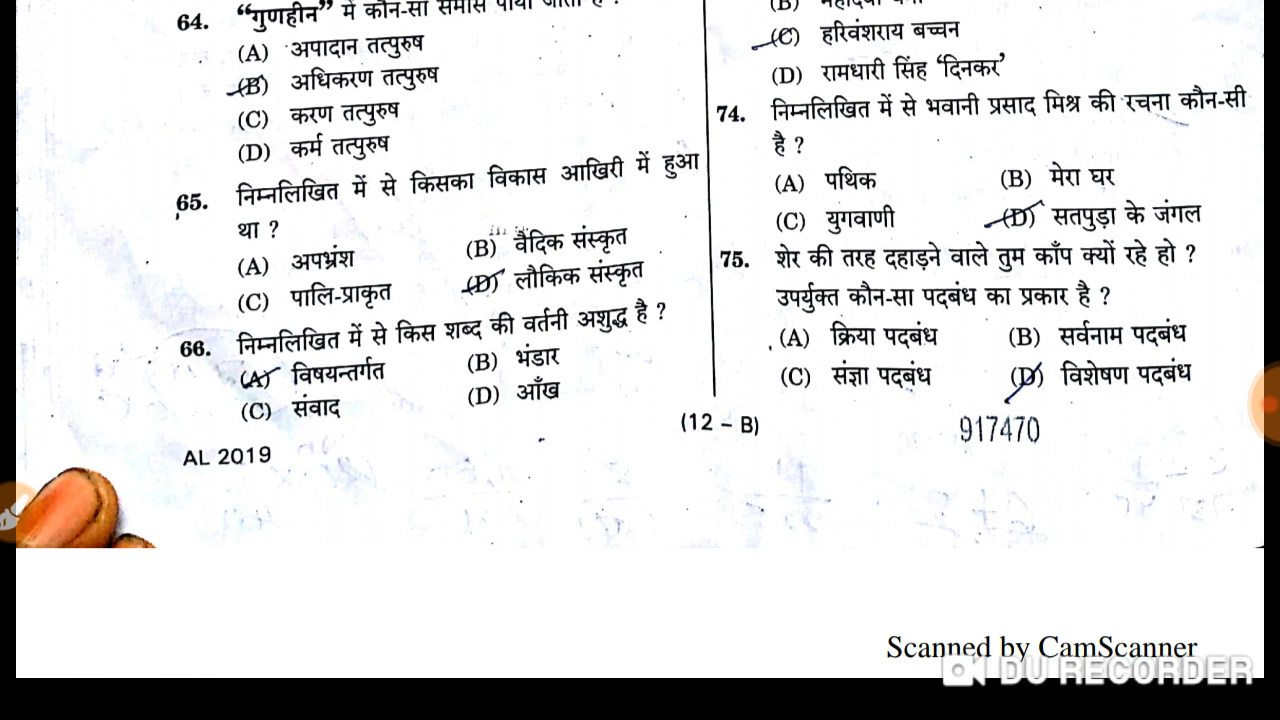 64. “गुणहीन” में कौन-सा समास पाया जाता है ?
(A) अपादान तत्पुरुष
(B) अधिकरण तत्पुरुष
(C) करण तत्पुरुष
(D) कर्म तत्पुरुष
65. निम्नलिखित में से किसका विकास आखिरी में हुआ
था ?
(A) अपभ्रंश (B) वैदिक संस्कृत
(C) पालि-प्राकृत (D) लौकिक संस्कृत
66. निम्नलिखित में से किस शब्द की वर्तनी अशुद्ध है ?
(A) विषयन्तर्गत (B) भंडार
(C) संवाद (D) आँख
AL 2019
(B)
(C) हरिवंशराय बच्चन
(D) रामधारी सिंह ‘दिनकर’
74. निम्नलिखित में से भवानी प्रसाद मिश्र की रचना कौन-सी
है ?
(A) पथिक (B) मेरा घर
(C) युगवाणी (D) सतपुड़ा के जंगल
75. शेर की तरह दहाड़ने वाले तुम काँप क्यों रहे हो ?
उपर्युक्त कौन-सा पदबंध का प्रकार है ?
(A) क्रिया पदबंध (B) सर्वनाम पदबंध
(C) संज्ञा पदबंध (D) विशेषण पदबंध
(12 – B)
917470
Scanned by CamScanner
DU RECORDER